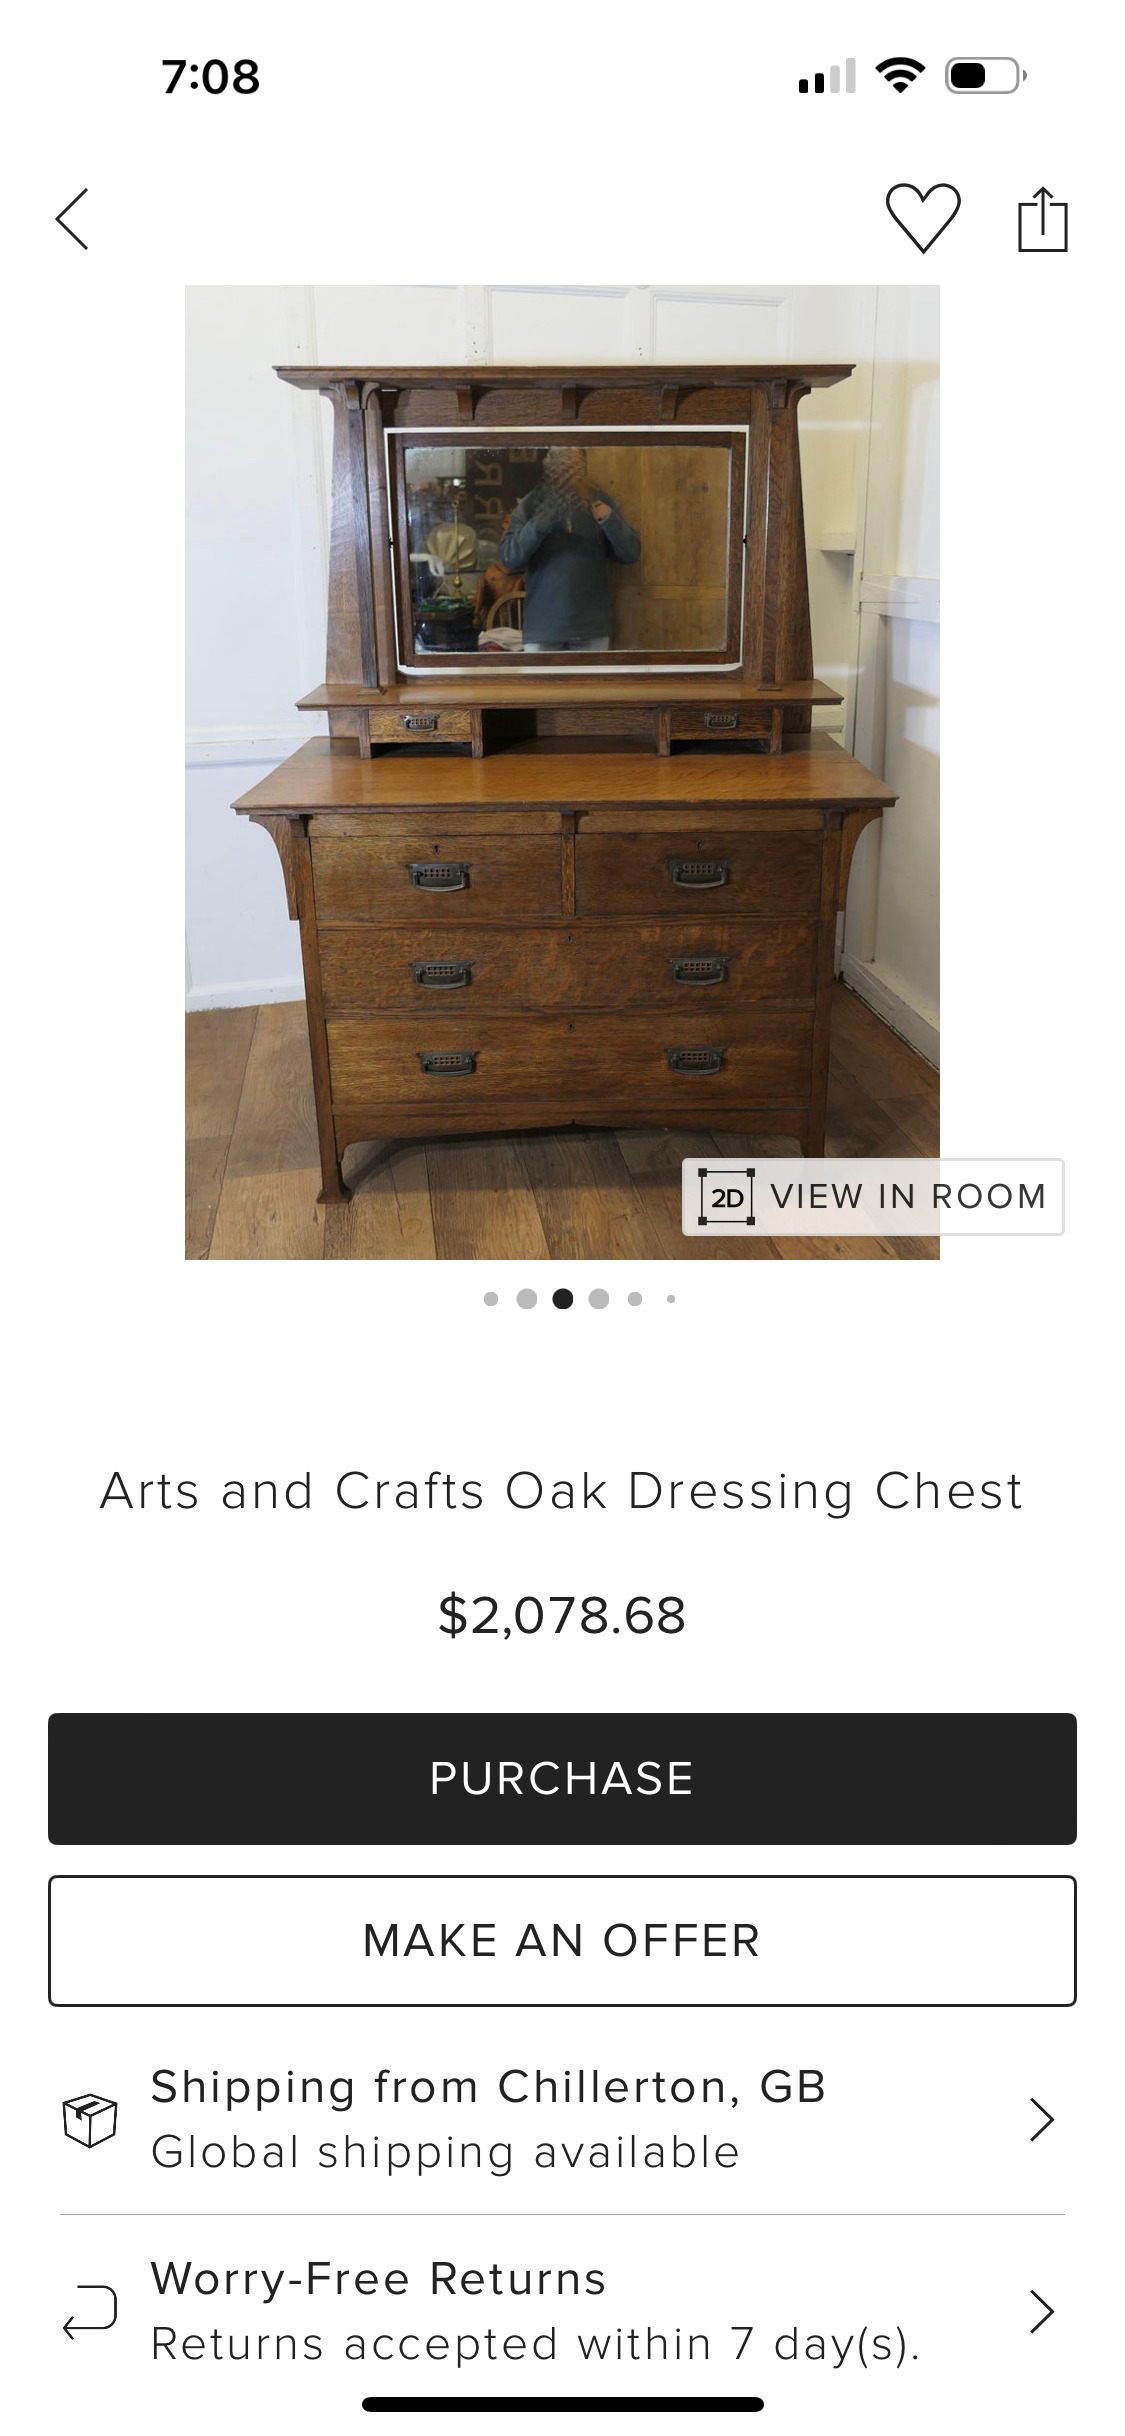 7:08
2D VIEW IN ROOM
Arts and Crafts Oak Dressing Chest
$2,078.68
PURCHASE
MAKE AN OFFER
Shipping from Chillerton, GB
Global shipping available
Worry-Free Returns
Returns accepted within 7 day(s).